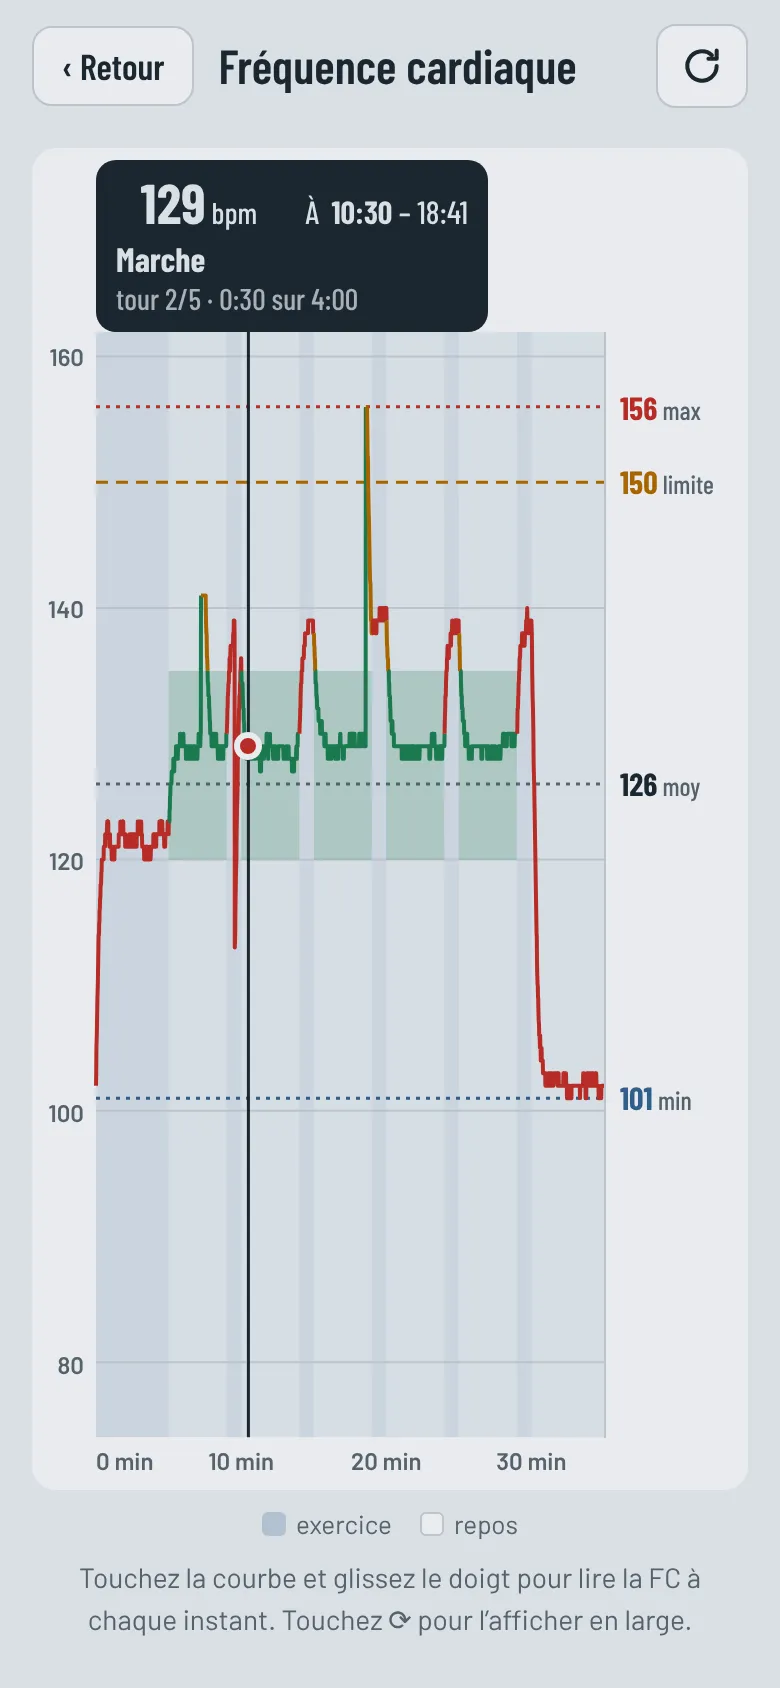 ‹ Retour
Fréquence cardiaque
129 bpm À 10:30 – 18:41
Marche
tour 2/5 · 0:30 sur 4:00
160
156 max
150 limite
140
126 moy
120
101 min
100
80
0 min 10 min 20 min 30 min
exercice repos
Touchez la courbe et glissez le doigt pour lire la FC à
chaque instant. Touchez ⟳ pour l’afficher en large.